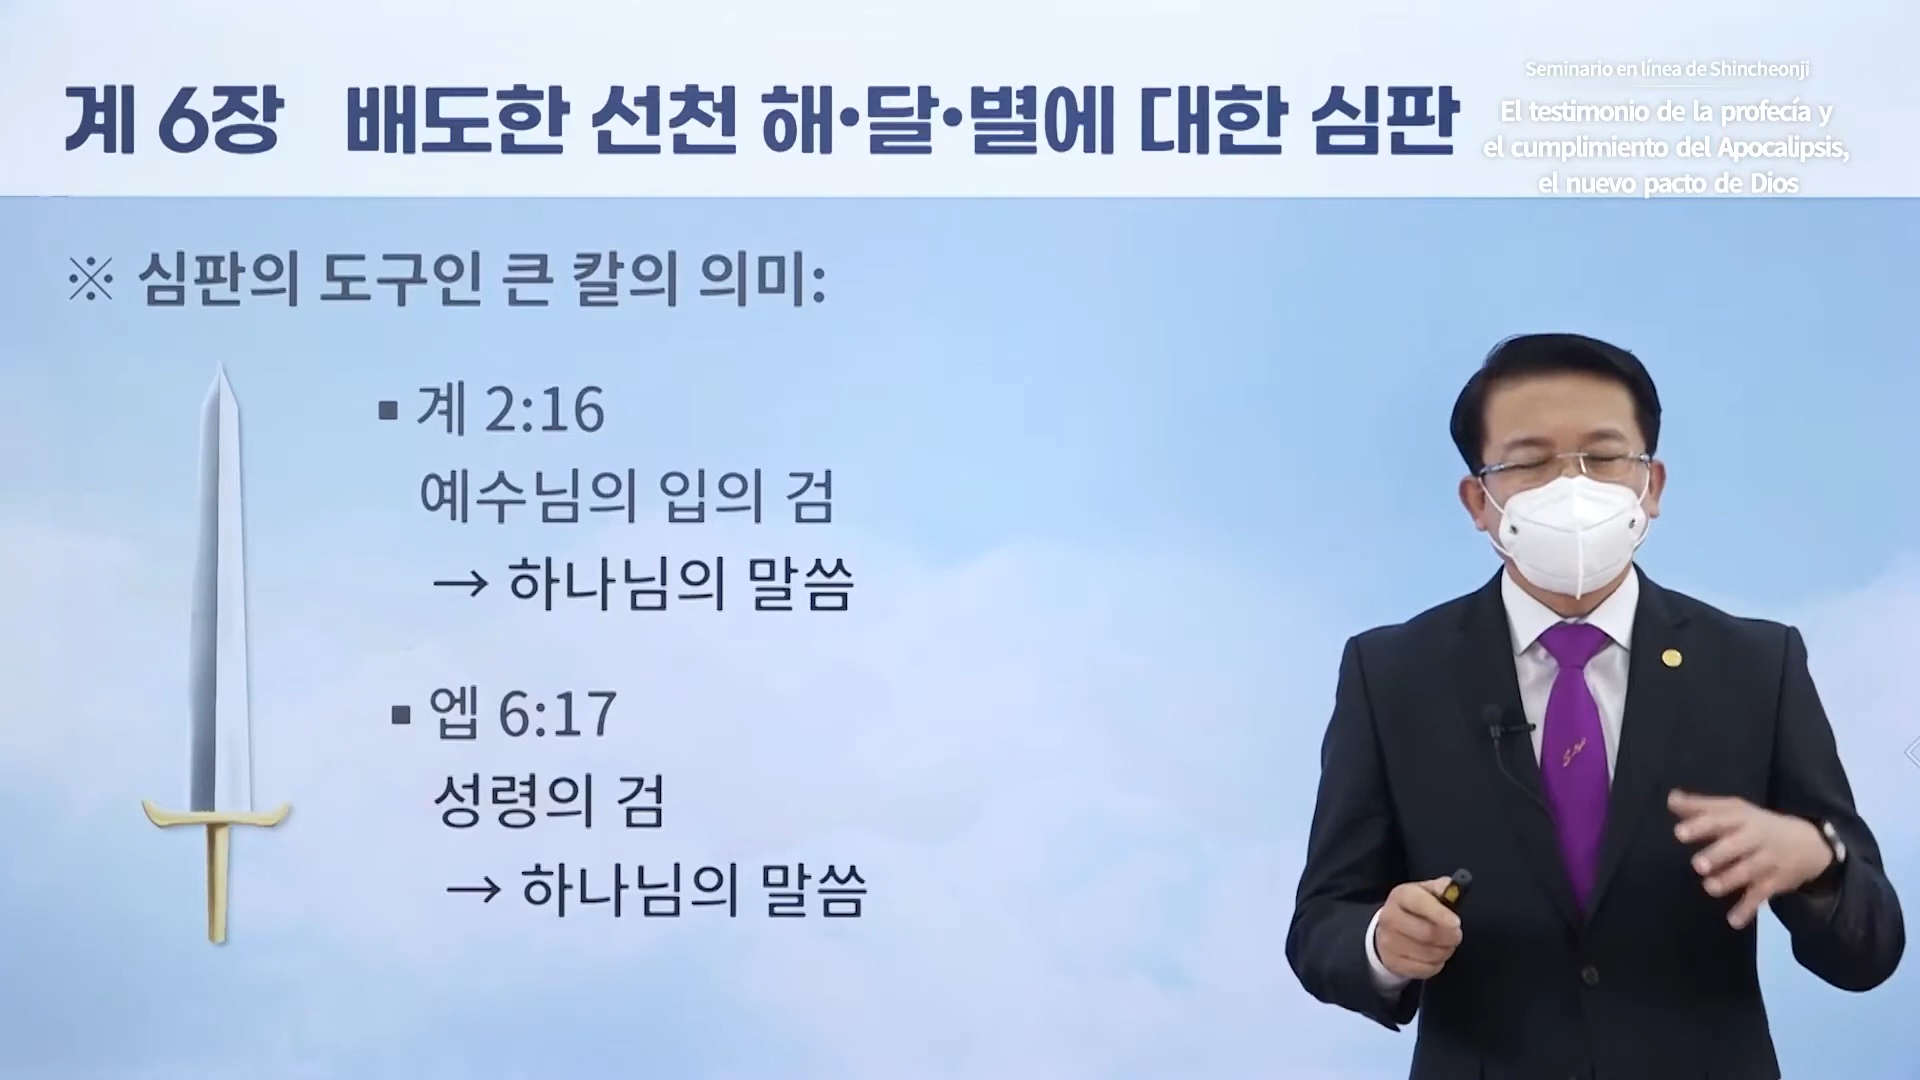 계 6장 배도한 선천 해•달•별에 대한 심판
Seminario en línea de Shincheonji
El testimonio de la profecía y
el cumplimiento del Apocalipsis,
el nuevo pacto de Dios
※ 심판의 도구인 큰 칼의 의미:
▪ 계 2:16
예수님의 입의 검
→ 하나님의 말씀
▪ 엡 6:17
성령의 검
→ 하나님의 말씀